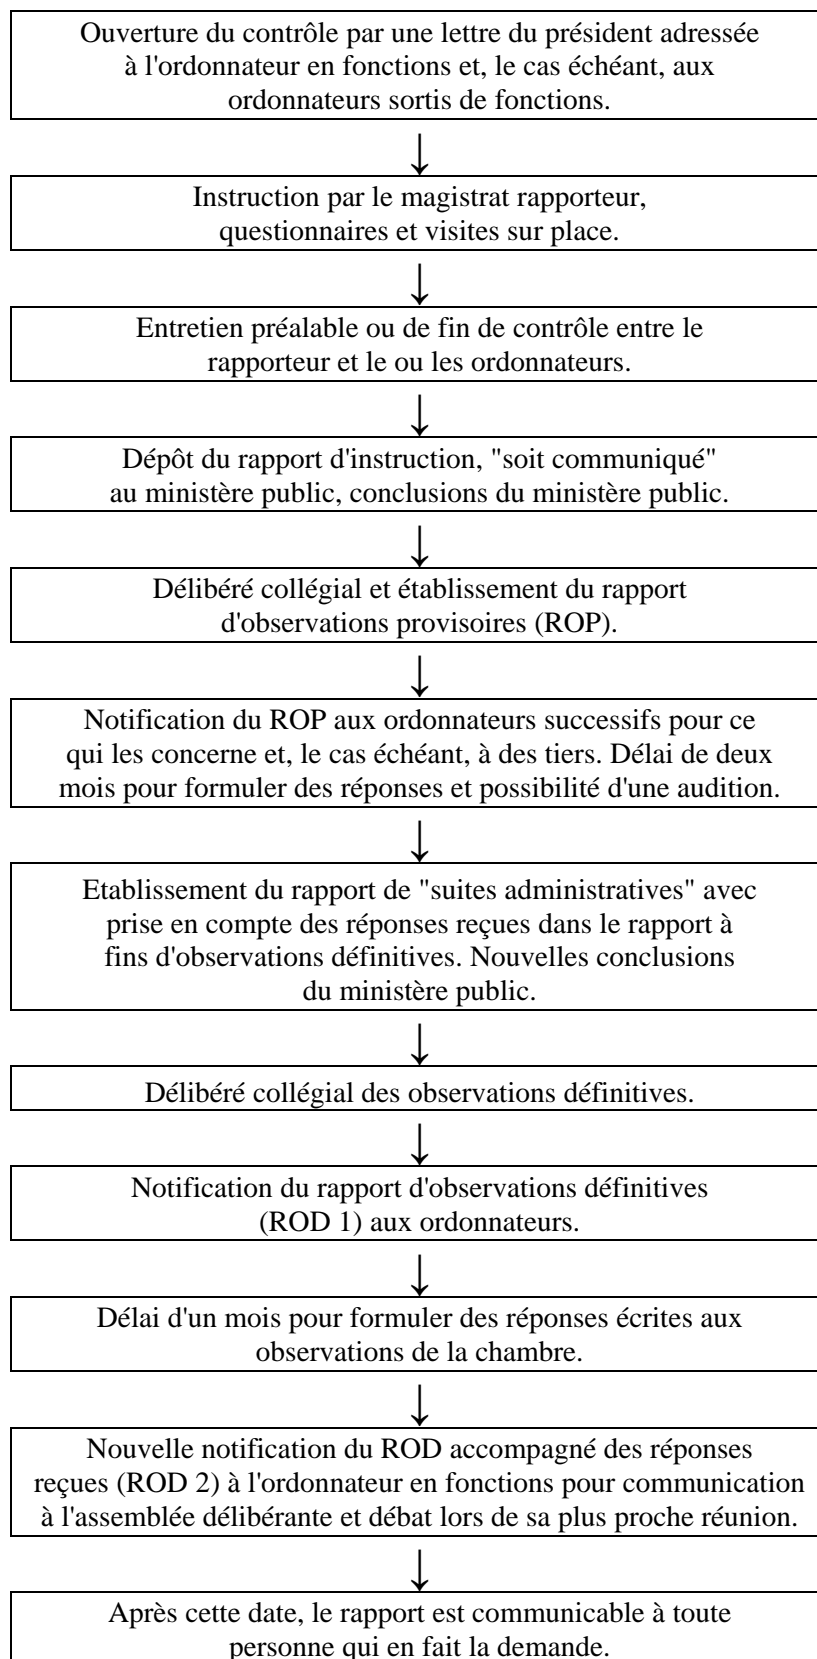 Ouverture du contrôle par une lettre du président adressée
à l'ordonnateur en fonctions et, le cas échéant, aux
ordonnateurs sortis de fonctions.
Instruction par le magistrat rapporteur,
questionnaires et visites sur place.
Entretien préalable ou de fin de contrôle entre le
rapporteur et le ou les ordonnateurs.
Dépôt du rapport d'instruction, "soit communiqué"
au ministère public, conclusions du ministère public.
Délibéré collégial et établissement du rapport
d'observations provisoires (ROP).
Notification du ROP aux ordonnateurs successifs pour ce
qui les concerne et, le cas échéant, à des tiers. Délai de deux
mois pour formuler des réponses et possibilité d'une audition.
Etablissement du rapport de "suites administratives" avec
prise en compte des réponses reçues dans le rapport à
fins d'observations définitives. Nouvelles conclusions
du ministère public.
Délibéré collégial des observations définitives.
Notification du rapport d'observations définitives
(ROD 1) aux ordonnateurs.
Délai d'un mois pour formuler des réponses écrites aux
observations de la chambre.
Nouvelle notification du ROD accompagné des réponses
reçues (ROD 2) à l'ordonnateur en fonctions pour communication
à l'assemblée délibérante et débat lors de sa plus proche réunion.
Après cette date, le rapport est communicable à toute
personne qui en fait la demande.